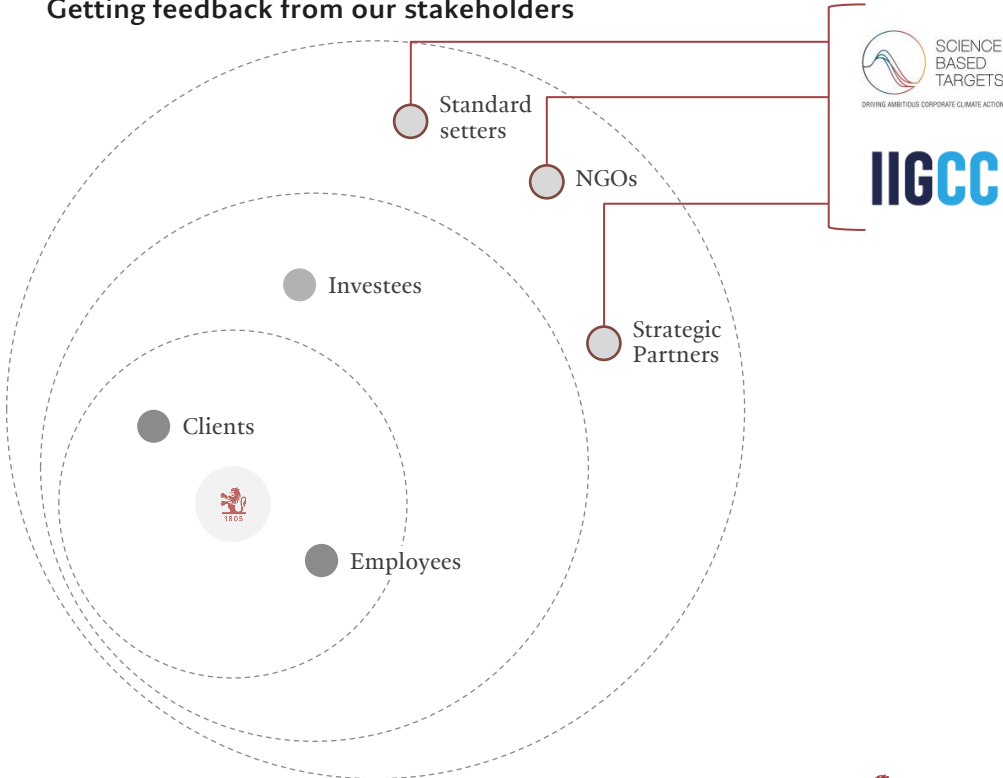 Getting feedback from our stakeholders
SCIENCE
BASED
TARGETS
DRIVING AMBITIOUS CORPORATE CLIMATE ACTION
IIGCC
Standard
setters
NGOs
Investees
Strategic
Partners
Clients
1805
Employees